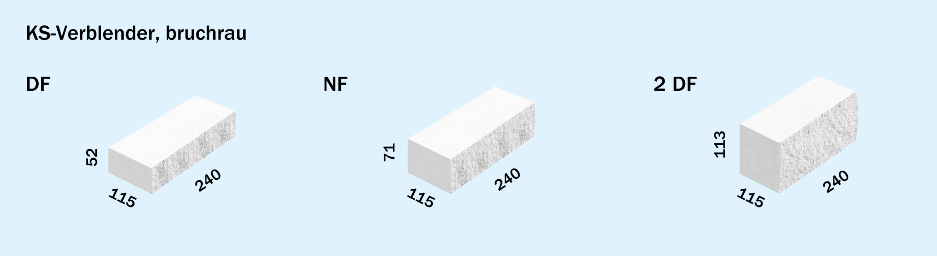 KS-Verblender, bruchrau
DF
NF
2 DF
52
115
240
71
115
240
113
115
240